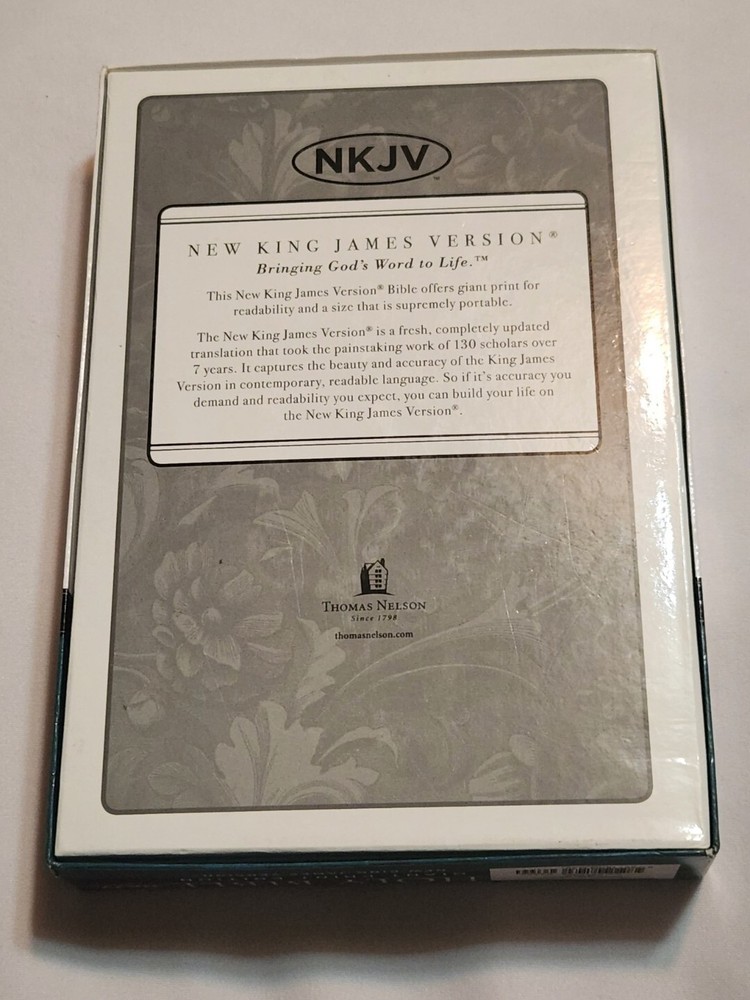 NKJV™
NEW KING JAMES VERSION®
Bringing God's Word to Life.™
This New King James Version® Bible offers giant print for
readability and a size that is supremely portable.
The New King James Version® is a fresh, completely updated
translation that took the painstaking work of 130 scholars over
7 years. It captures the beauty and accuracy of the King James
Version in contemporary, readable language. So if it's accuracy you
demand and readability you expect, you can build your life on
the New King James Version®.
THOMAS NELSON
Since 1798
thomasnelson.com